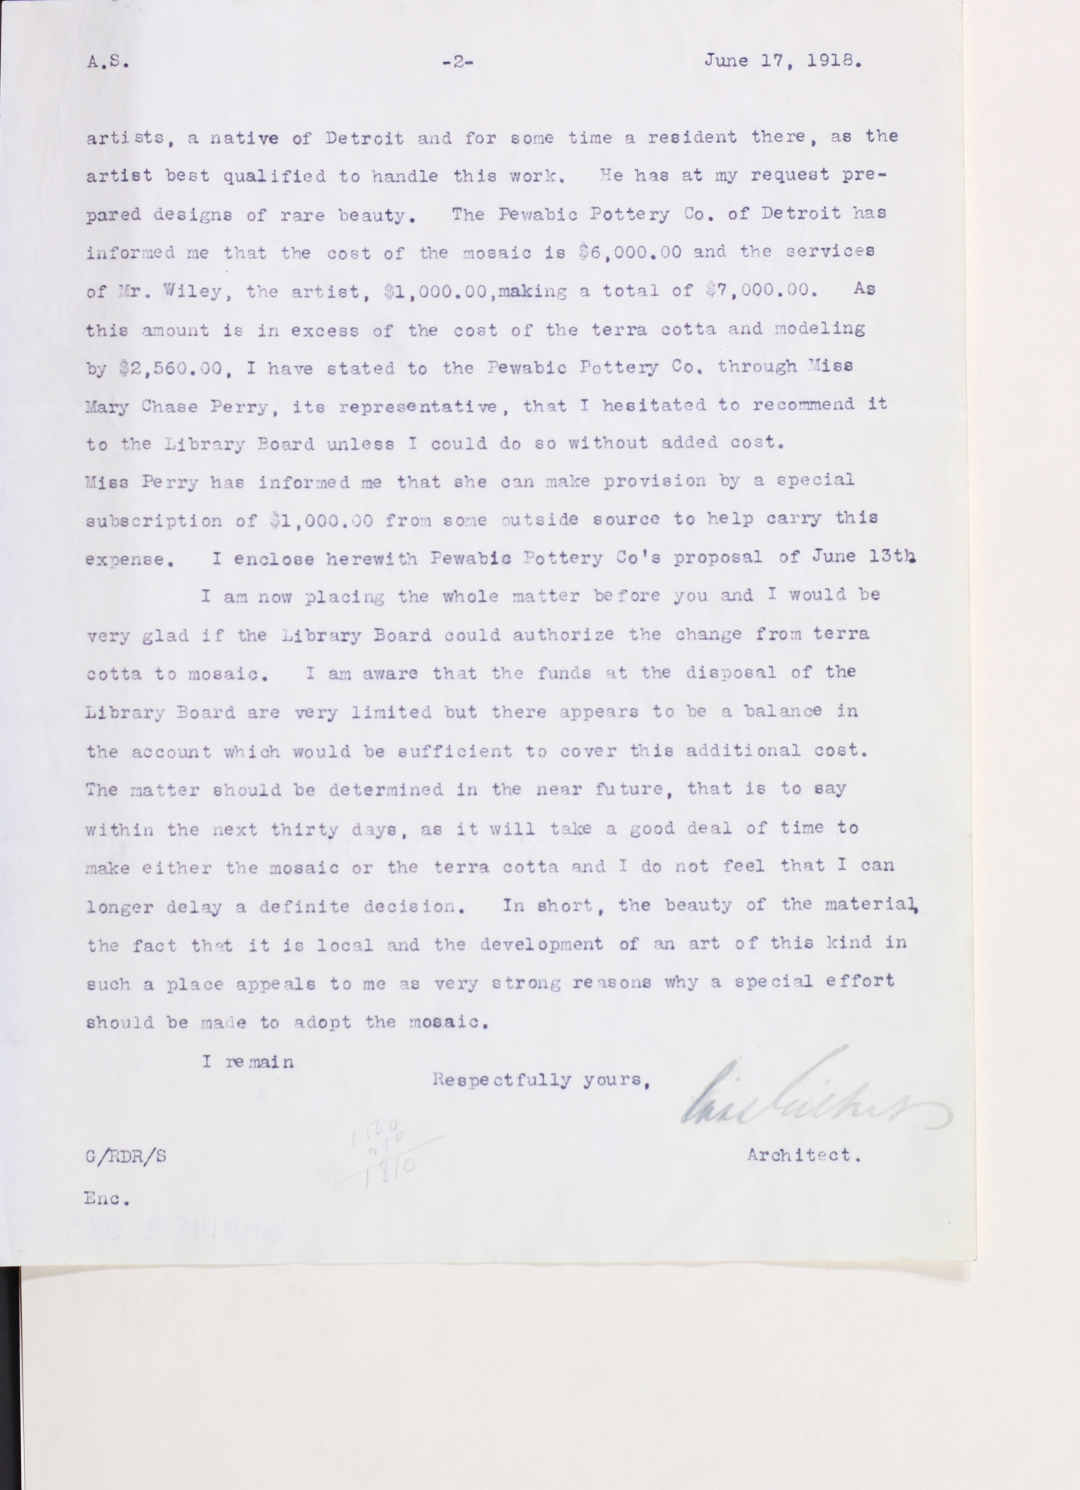 A.S. -2- June 17, 1918.
artists, a native of Detroit and for some time a resident there, as the
artist best qualified to handle this work. He has at my request pre-
pared designs of rare beauty. The Pewabic Pottery Co. of Detroit has
informed me that the cost of the mosaic is $6,000.00 and the services
of Mr. Wiley, the artist, $1,000.00,making a total of $7,000.00. As
this amount is in excess of the cost of the terra cotta and modeling
by $2,560.00, I have stated to the Pewabic Pottery Co. through Miss
Mary Chase Perry, its representative, that I hesitated to recommend it
to the Library Board unless I could do so without added cost.
Miss Perry has informed me that she can make provision by a special
subscription of $1,000.00 from some outside source to help carry this
expense. I enclose herewith Pewabic Pottery Co's proposal of June 13th
I am now placing the whole matter before you and I would be
very glad if the Library Board could authorize the change from terra
cotta to mosaic. I am aware that the funds at the disposal of the
Library Board are very limited but there appears to be a balance in
the account which would be sufficient to cover this additional cost.
The matter should be determined in the near future, that is to say
within the next thirty days, as it will take a good deal of time to
make either the mosaic or the terra cotta and I do not feel that I can
longer delay a definite decision. In short, the beauty of the material,
the fact that it is local and the development of an art of this kind in
such a place appeals to me as very strong reasons why a special effort
should be made to adopt the mosaic.
I remain
Respectfully yours,
Cass Gilbert
1810
G/RDR/S Architect.
Enc.